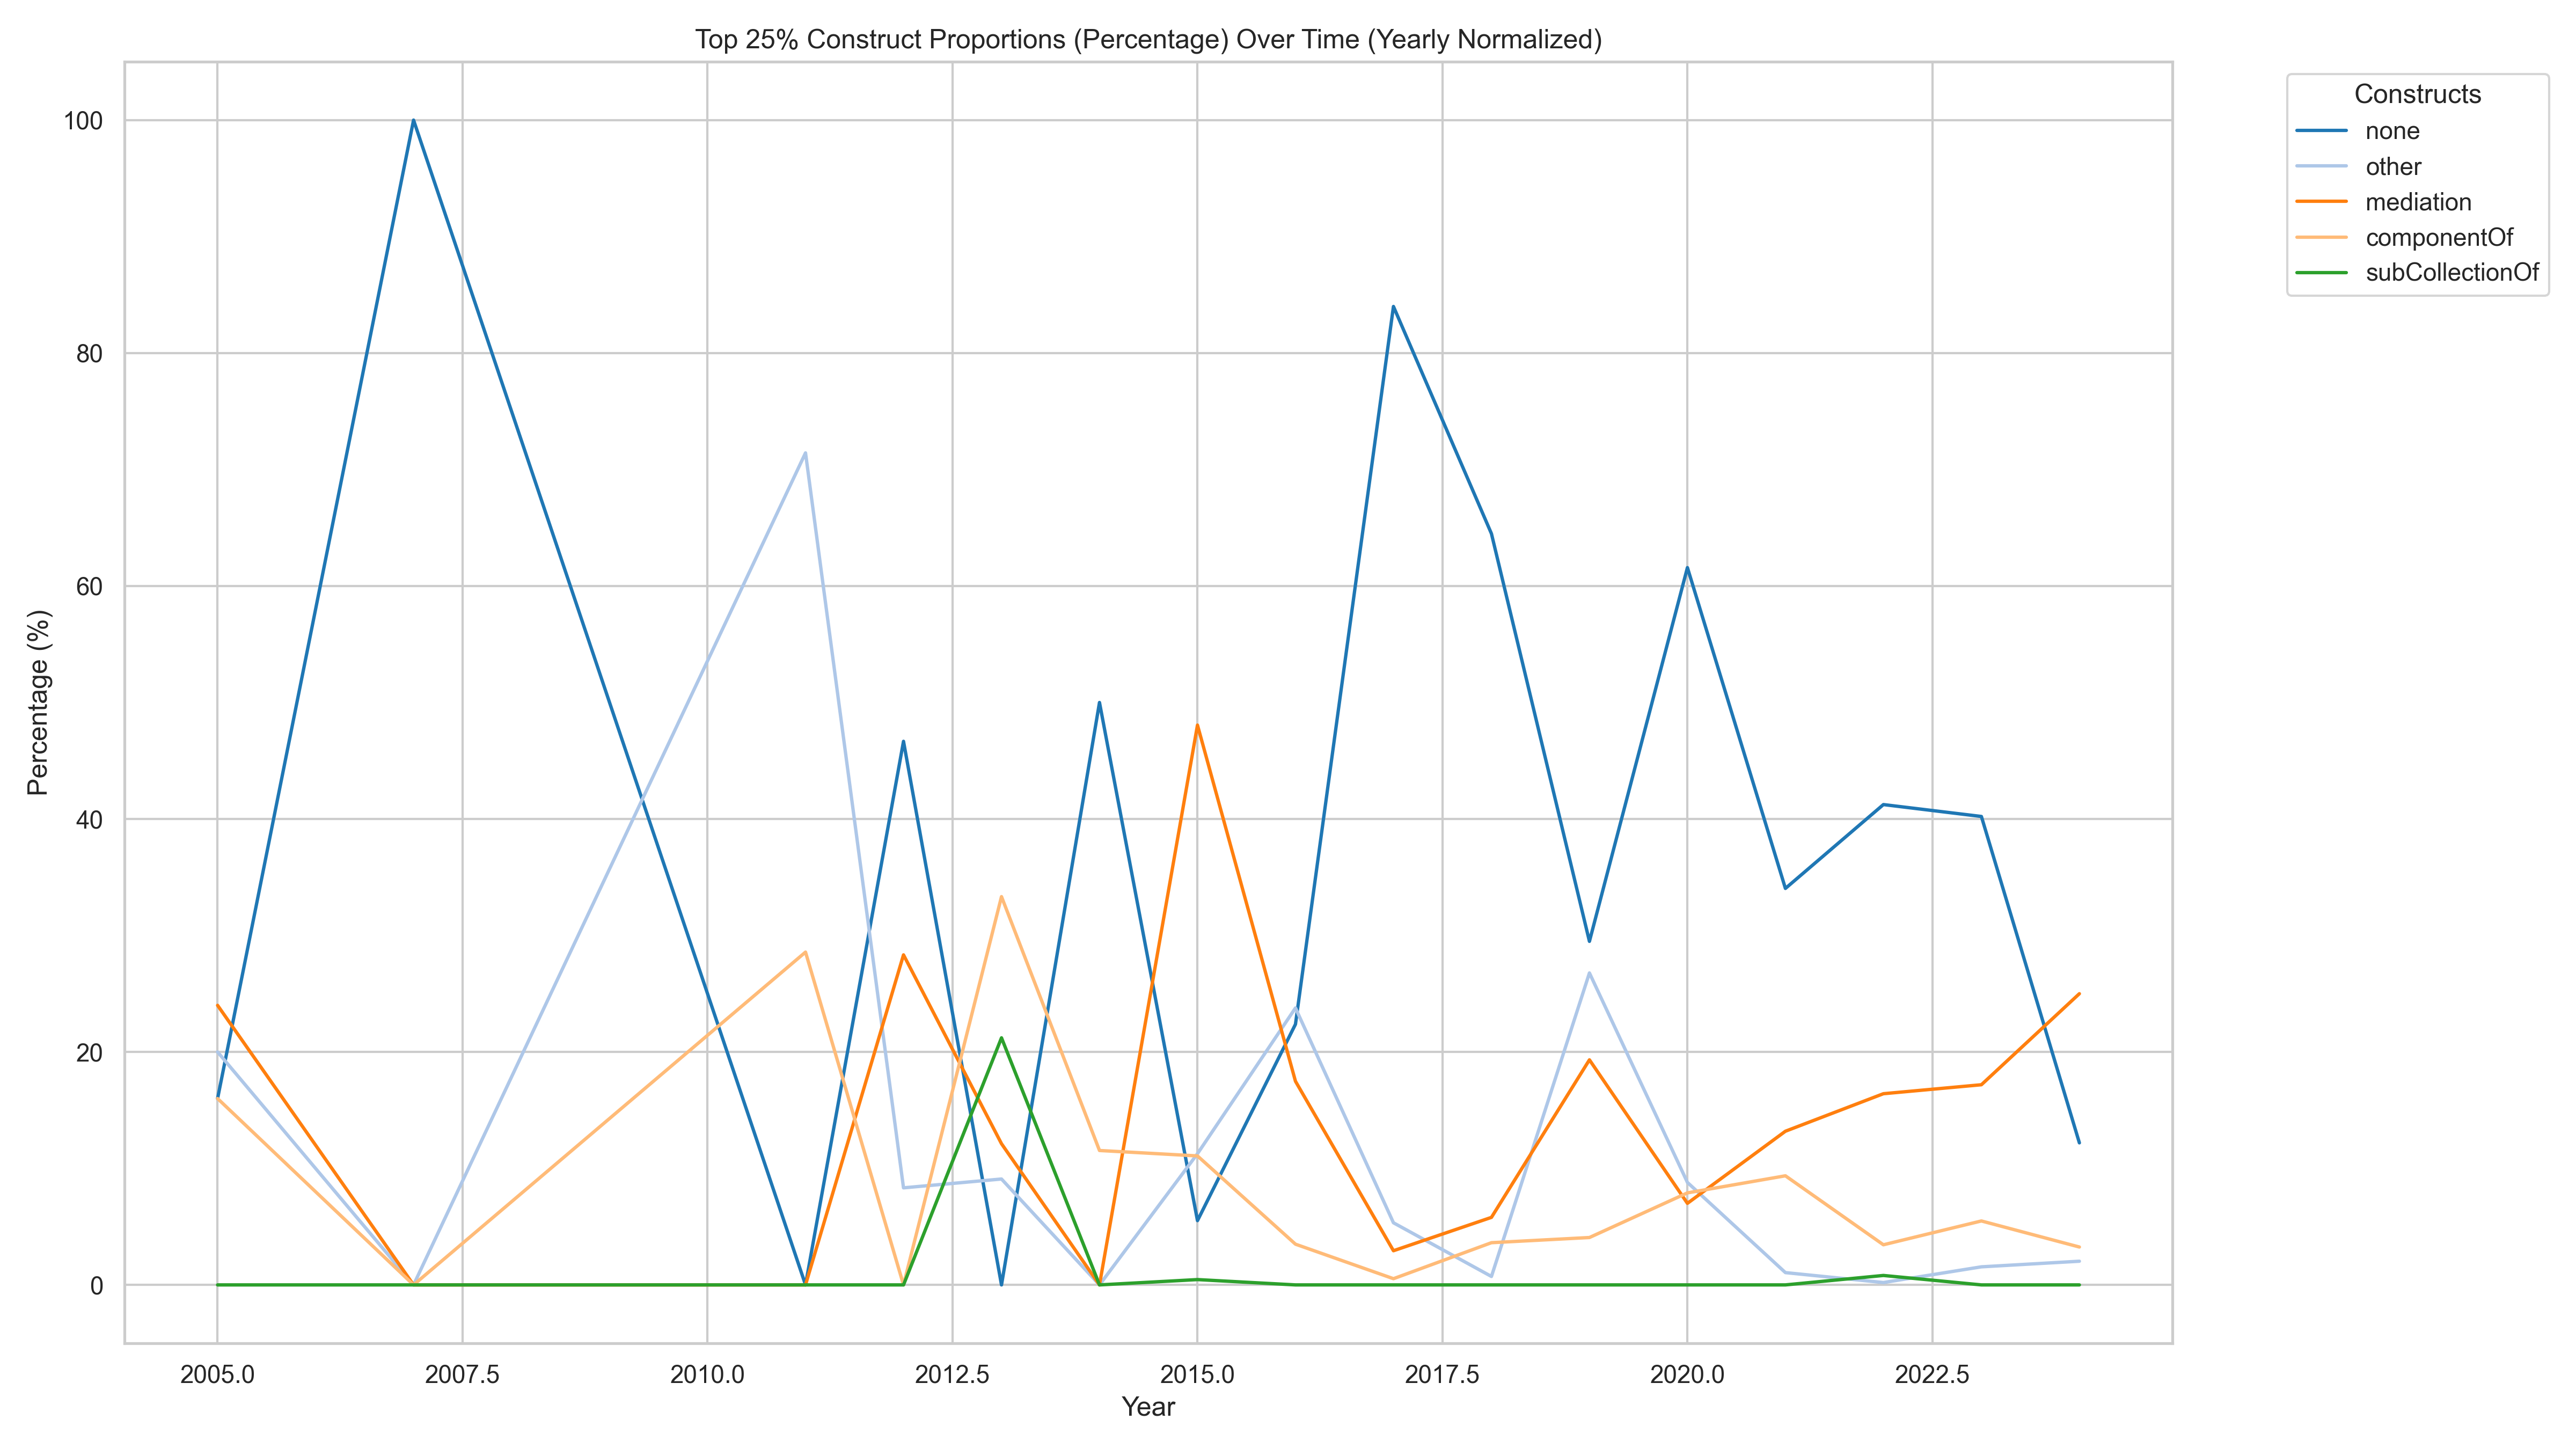 Top 25% Construct Proportions (Percentage) Over Time (Yearly Normalized)
Constructs
none
other
mediation
componentOf
subCollectionOf
Percentage (%)
100
80
60
40
20
0
2005.0 2007.5 2010.0 2012.5 2015.0 2017.5 2020.0 2022.5
Year